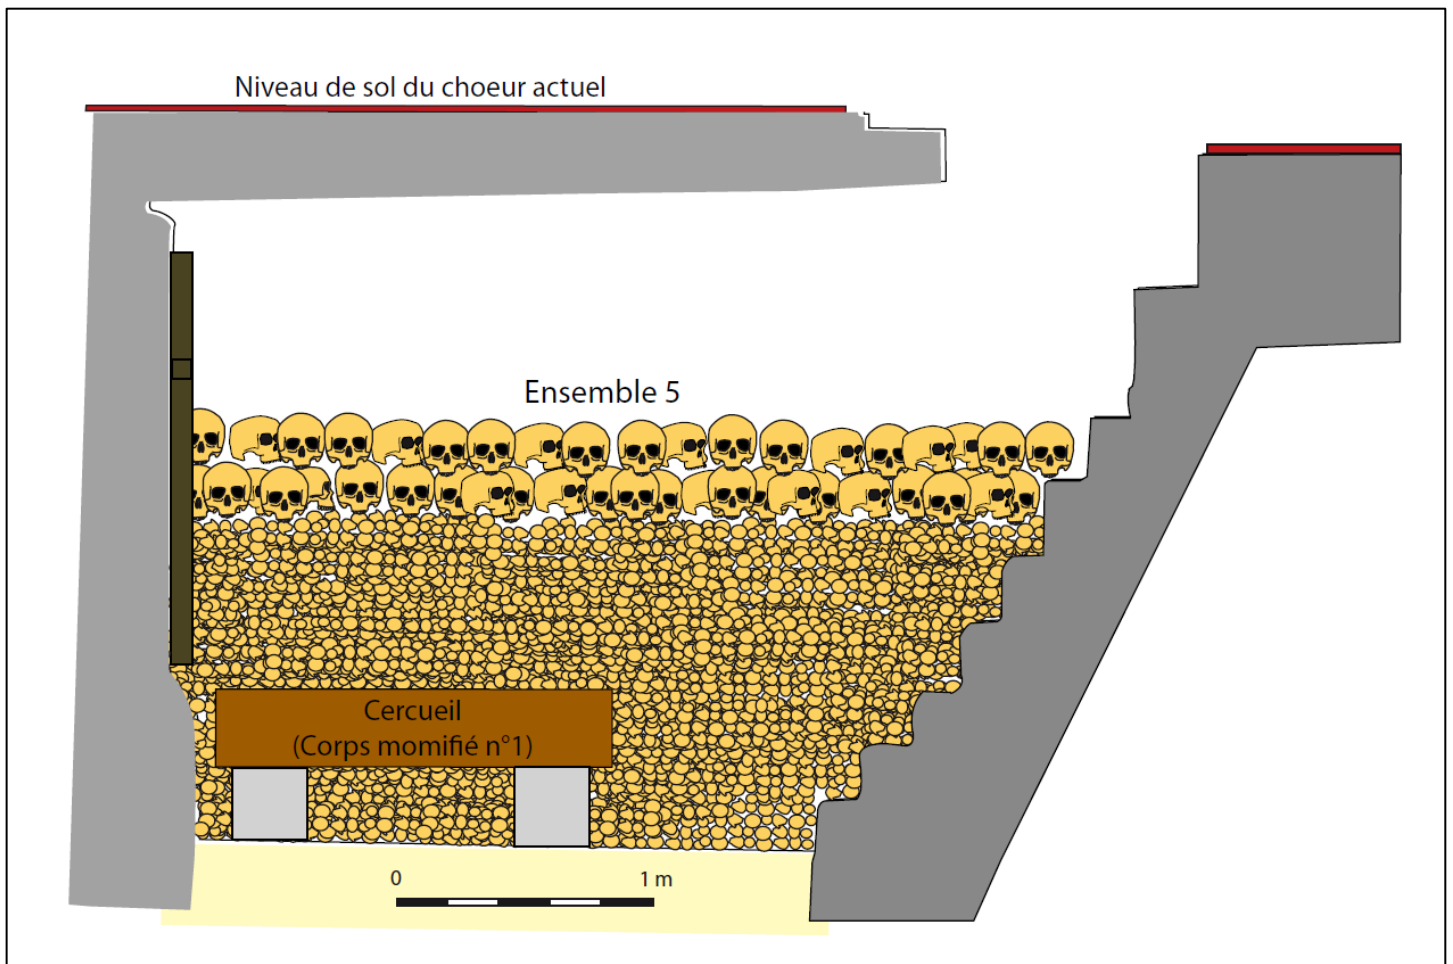 Niveau de sol du choeur actuel
Ensemble 5
Cercueil
(Corps momifié n°1)
0 1 m